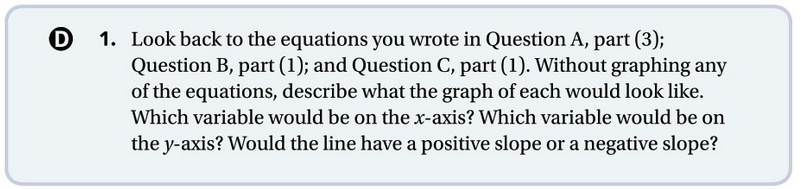 D 1. Look back to the equations you wrote in Question A, part (3);
Question B, part (1); and Question C, part (1). Without graphing any
of the equations, describe what the graph of each would look like.
Which variable would be on the x-axis? Which variable would be on
the y-axis? Would the line have a positive slope or a negative slope?